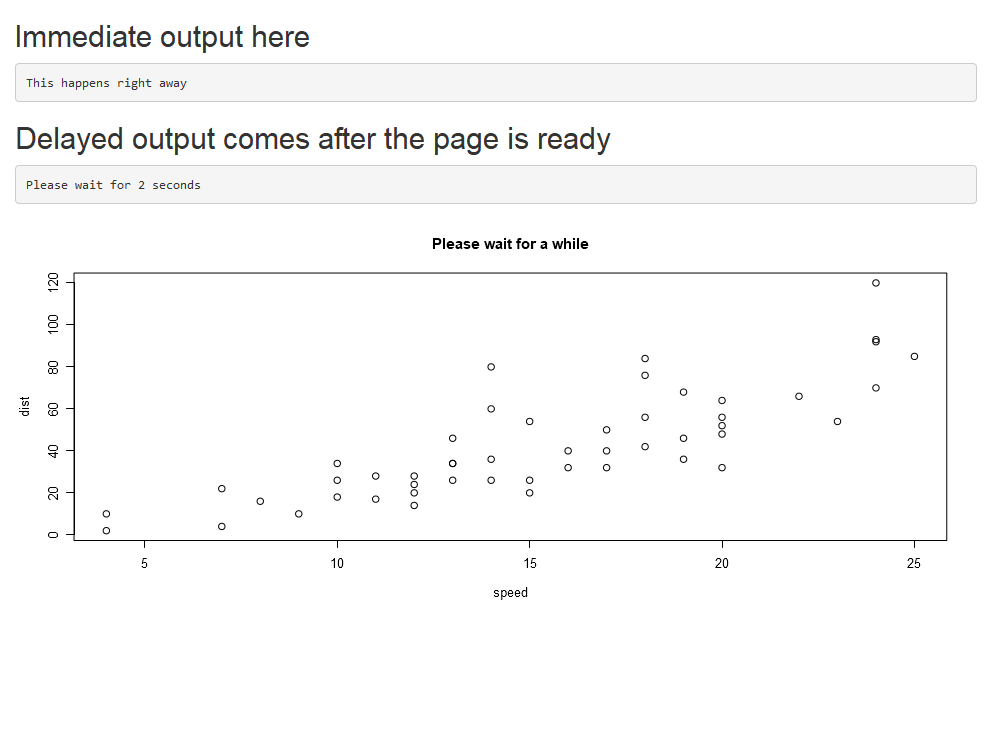 Immediate output here
This happens right away
Delayed output comes after the page is ready
Please wait for 2 seconds
Please wait for a while
120
100
80
60
40
20
0
dist
5 10 15 20 25
speed